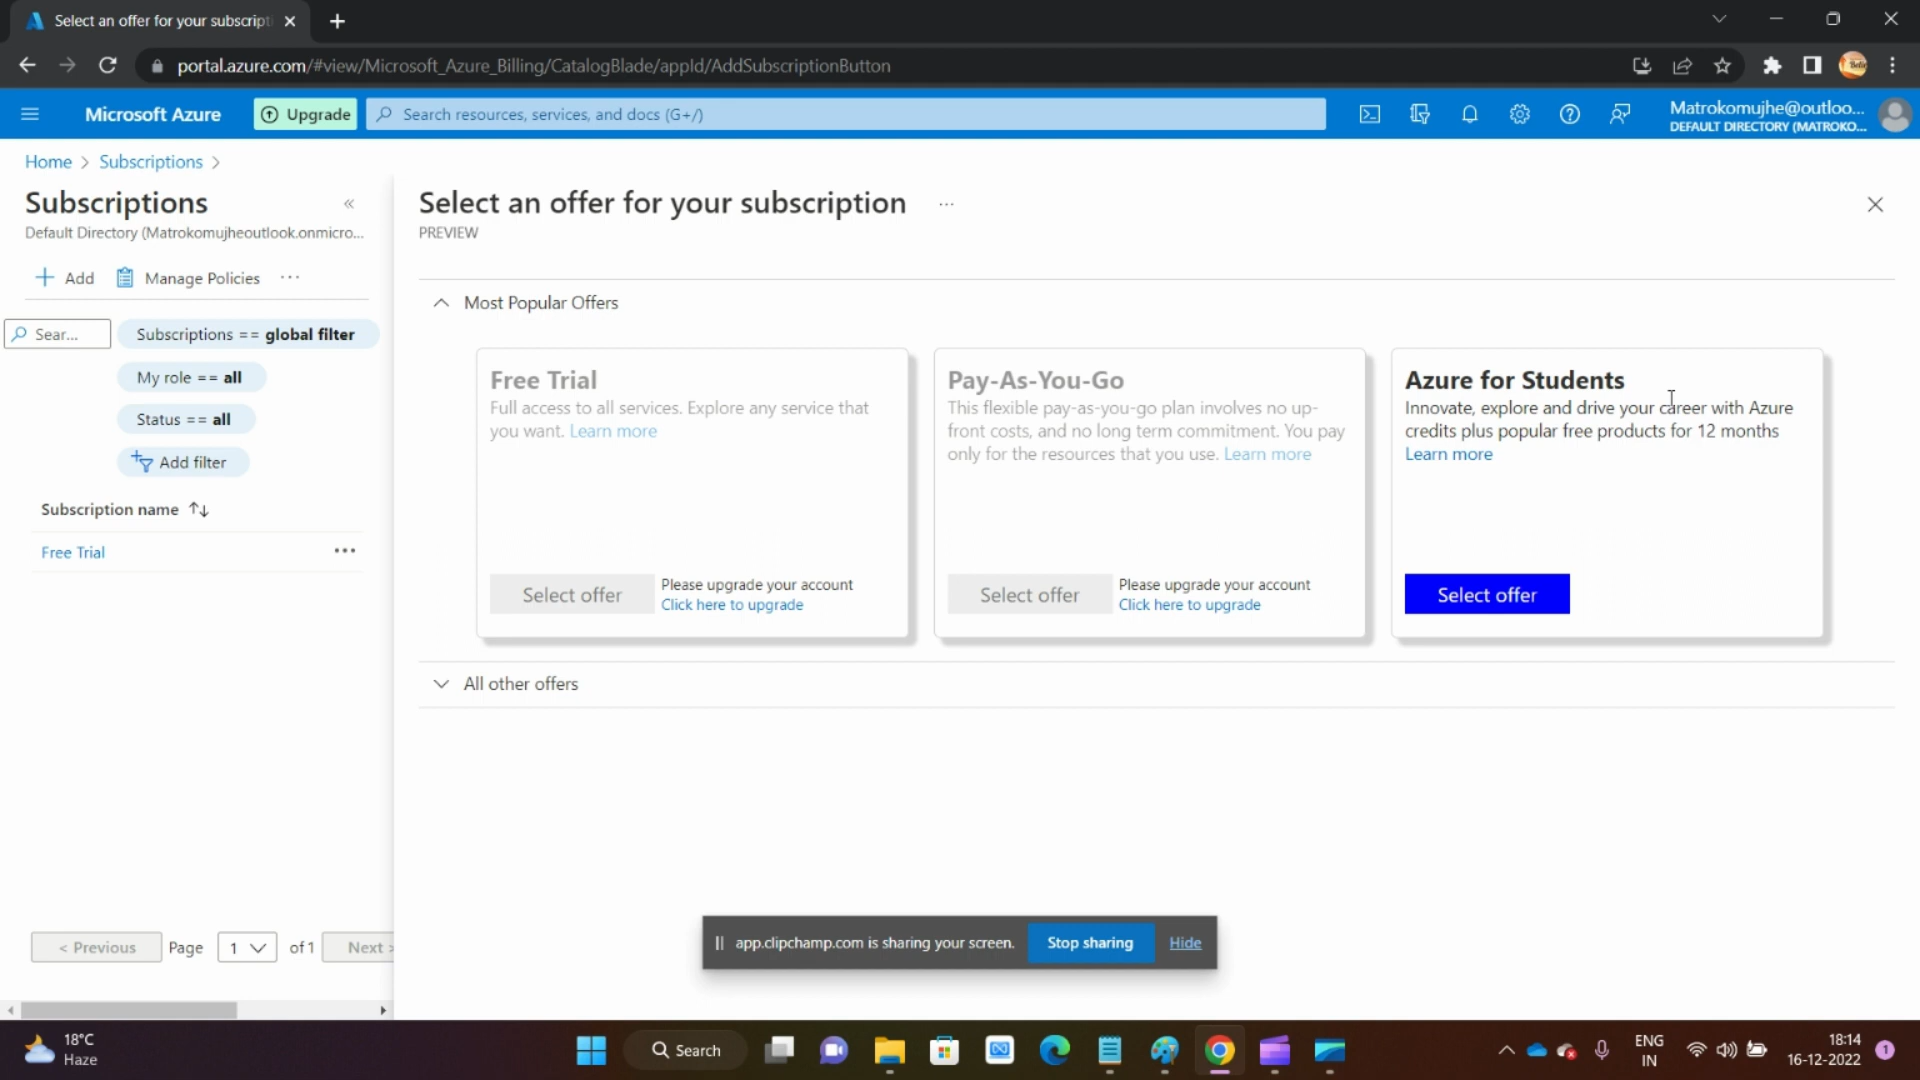 Select an offer for your subscript
portal.azure.com/#view/Microsoft_Azure_Billing/CatalogBlade/appId/AddSubscriptionButton
Microsoft Azure
Upgrade
Search resources, services, and docs (G+/)
Matrokomujhe@outloo...
DEFAULT DIRECTORY (MATROKO...
Home > Subscriptions >
Subscriptions
«
Default Directory (Matrokomujheoutlook.onmicro...
+ Add
Manage Policies
...
Sear...
Subscriptions == global filter
My role == all
Status == all
Add filter
Subscription name ↑↓
Free Trial
...
< Previous
Page
1
of 1
Next >
Select an offer for your subscription
...
PREVIEW
Most Popular Offers
Free Trial
Full access to all services. Explore any service that
you want. Learn more
Select offer
Please upgrade your account
Click here to upgrade
Pay-As-You-Go
This flexible pay-as-you-go plan involves no up-
front costs, and no long term commitment. You pay
only for the resources that you use. Learn more
Select offer
Please upgrade your account
Click here to upgrade
Azure for Students
Innovate, explore and drive your career with Azure
credits plus popular free products for 12 months
Learn more
Select offer
All other offers
app.clipchamp.com is sharing your screen.
Stop sharing
Hide
18°C
Haze
Search
ENG
IN
18:14
16-12-2022
1